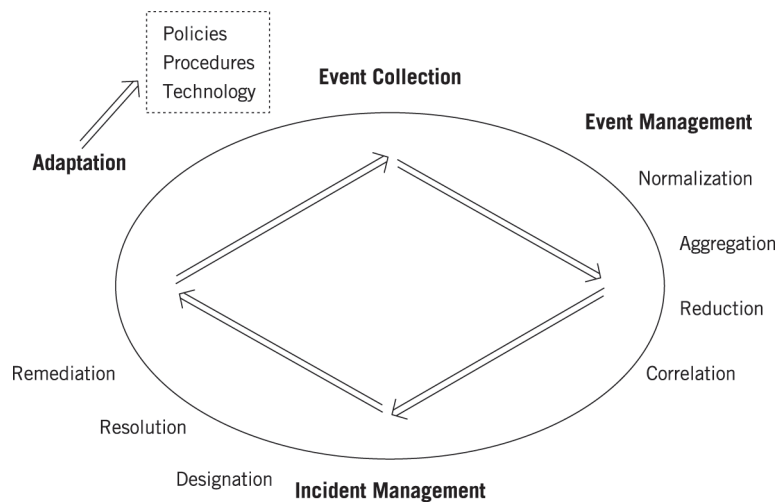 Policies
Procedures
Technology
Event Collection
Event Management
Adaptation
Normalization
Aggregation
Reduction
Correlation
Remediation
Resolution
Designation
Incident Management